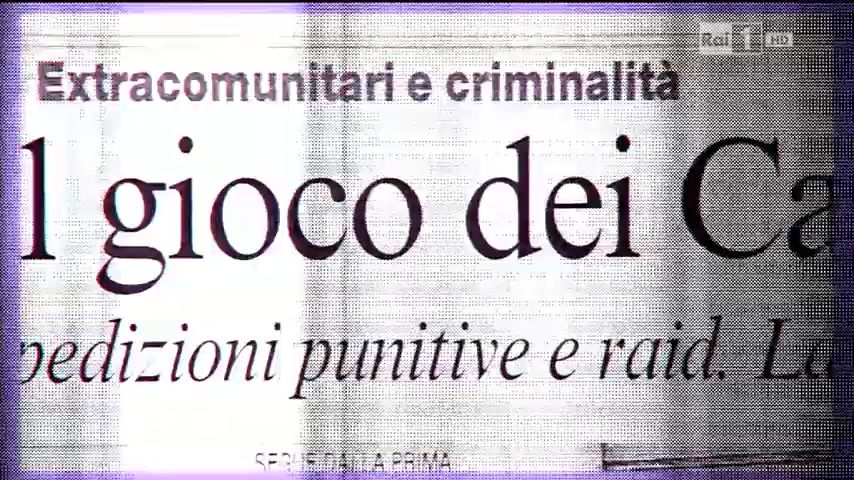 Rai 1 HD
Extracomunitari e criminalità
l gioco dei Ca
pedizioni punitive e raid. La
SEGUE DALLA PRIMA